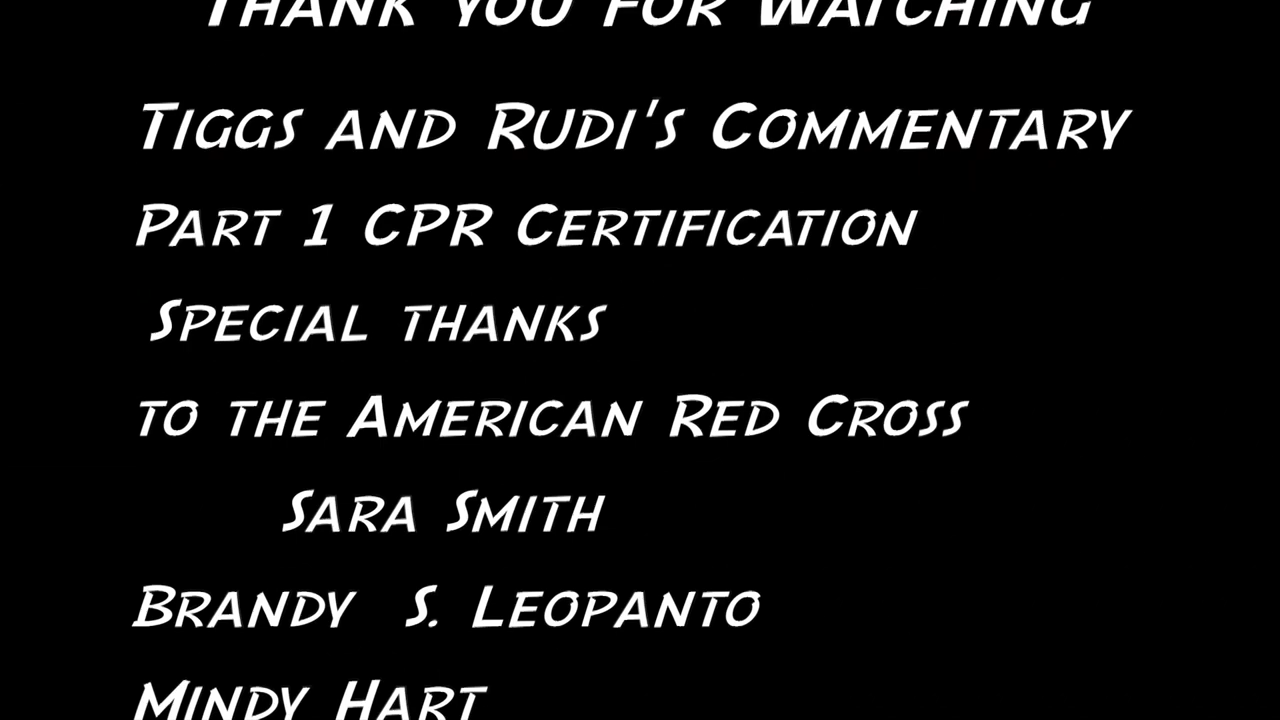 Thank you for Watching
Tiggs and Rudi's Commentary
Part 1 CPR Certification
Special thanks
to the American Red Cross
Sara Smith
Brandy S. Leopanto
Mindy Hart